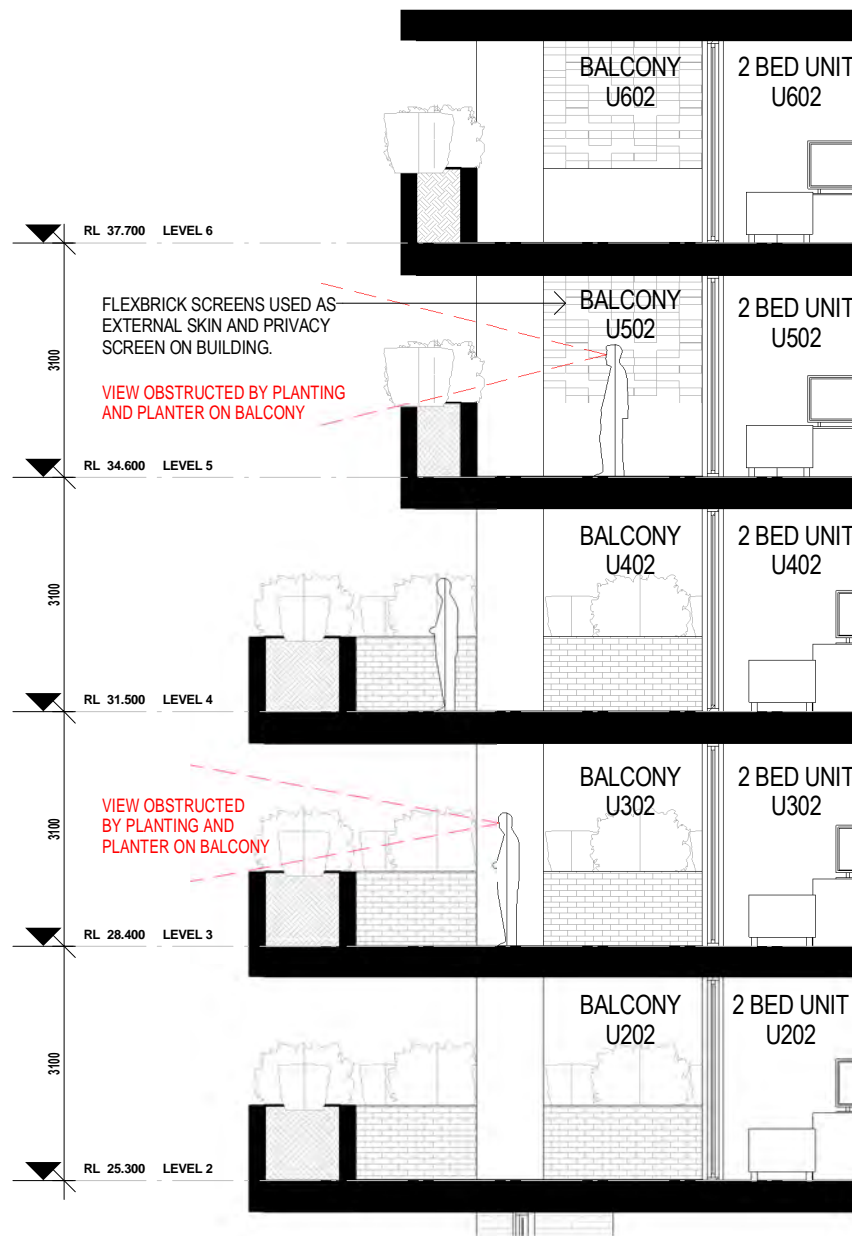 BALCONY
U602
2 BED UNIT
U602
RL 37.700 LEVEL 6
3100
FLEXBRICK SCREENS USED AS
EXTERNAL SKIN AND PRIVACY
SCREEN ON BUILDING.
VIEW OBSTRUCTED BY PLANTING
AND PLANTER ON BALCONY
BALCONY
U502
2 BED UNIT
U502
RL 34.600 LEVEL 5
3100
BALCONY
U402
2 BED UNIT
U402
RL 31.500 LEVEL 4
3100
VIEW OBSTRUCTED
BY PLANTING AND
PLANTER ON BALCONY
BALCONY
U302
2 BED UNIT
U302
RL 28.400 LEVEL 3
3100
BALCONY
U202
2 BED UNIT
U202
RL 25.300 LEVEL 2